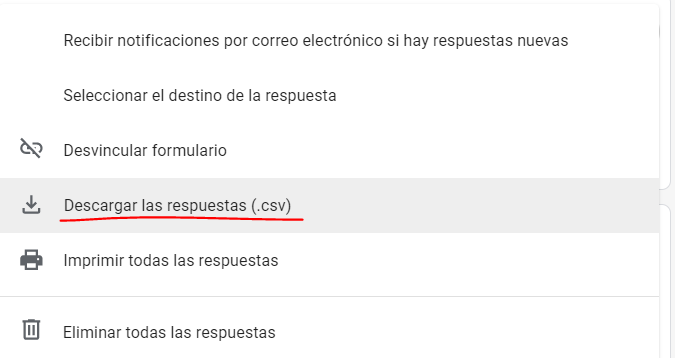 Recibir notificaciones por correo electrónico si hay respuestas nuevas
Seleccionar el destino de la respuesta
Desvincular formulario
Descargar las respuestas (.csv)
Imprimir todas las respuestas
Eliminar todas las respuestas